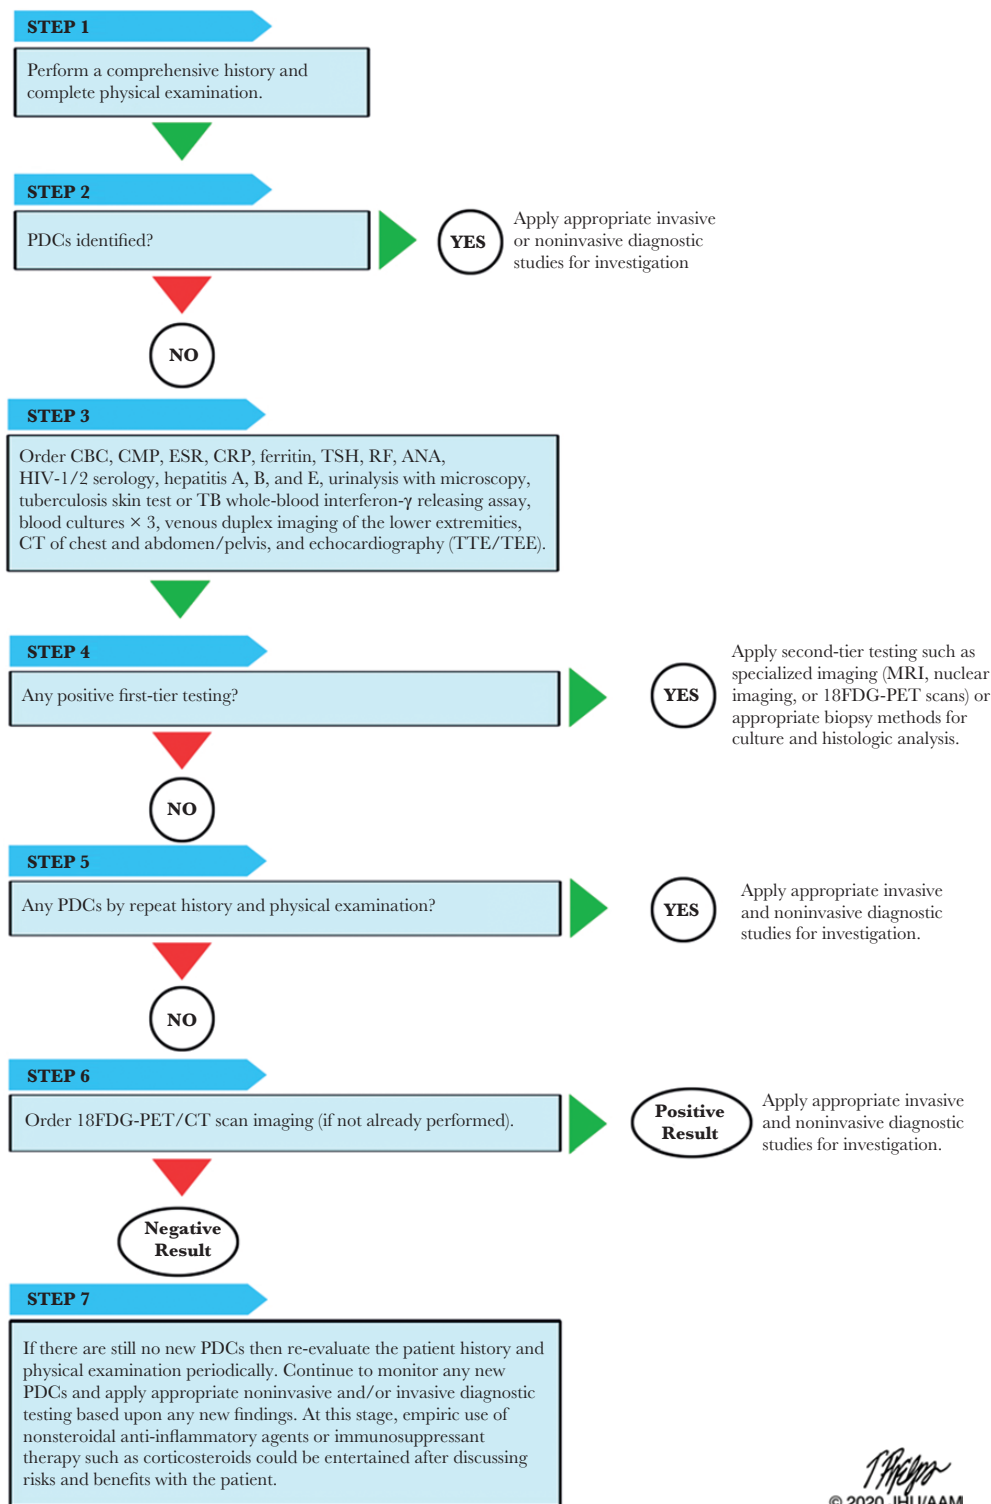 STEP 1
Perform a comprehensive history and
complete physical examination.
STEP 2
PDCs identified?
YES
Apply appropriate invasive
or noninvasive diagnostic
studies for investigation
NO
STEP 3
Order CBC, CMP, ESR, CRP, ferritin, TSH, RF, ANA,
HIV-1/2 serology, hepatitis A, B, and E, urinalysis with microscopy,
tuberculosis skin test or TB whole-blood interferon-γ releasing assay,
blood cultures × 3, venous duplex imaging of the lower extremities,
CT of chest and abdomen/pelvis, and echocardiography (TTE/TEE).
STEP 4
Any positive first-tier testing?
YES
Apply second-tier testing such as
specialized imaging (MRI, nuclear
imaging, or 18FDG-PET scans) or
appropriate biopsy methods for
culture and histologic analysis.
NO
STEP 5
Any PDCs by repeat history and physical examination?
YES
Apply appropriate invasive
and noninvasive diagnostic
studies for investigation.
NO
STEP 6
Order 18FDG-PET/CT scan imaging (if not already performed).
Positive
Result
Apply appropriate invasive
and noninvasive diagnostic
studies for investigation.
Negative
Result
STEP 7
If there are still no new PDCs then re-evaluate the patient history and
physical examination periodically. Continue to monitor any new
PDCs and apply appropriate noninvasive and/or invasive diagnostic
testing based upon any new findings. At this stage, empiric use of
nonsteroidal anti-inflammatory agents or immunosuppressant
therapy such as corticosteroids could be entertained after discussing
risks and benefits with the patient.
© 2020 JHU/AAM